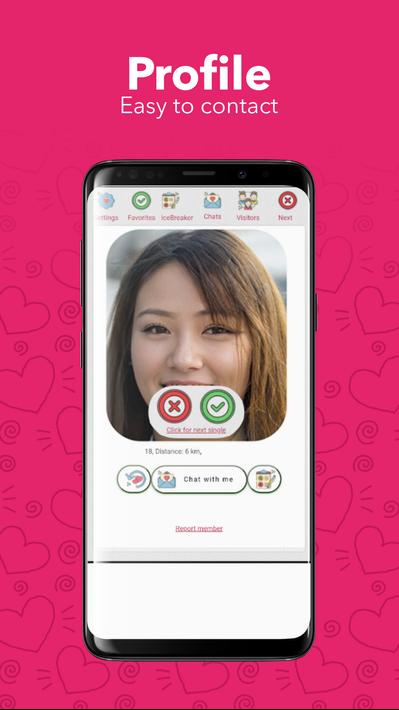 Profile
Easy to contact
ettings Favorites IceBreaker Chats Visitors Next
Click for next single
18, Distance: 6 km,
Chat with me
Report member